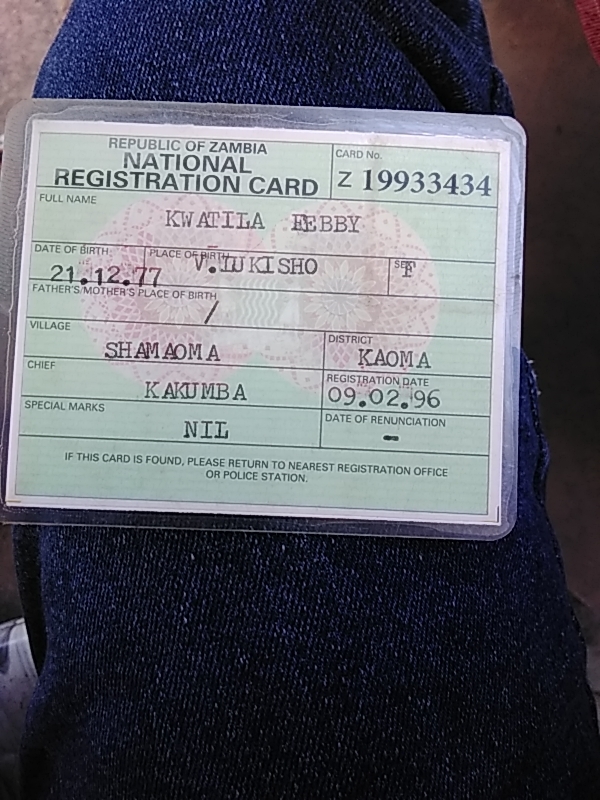 REPUBLIC OF ZAMBIA
NATIONAL
REGISTRATION CARD
CARD No.
Z 19933434
FULL NAME
KWATILA FEBBY
DATE OF BIRTH:
21.12.77
PLACE OF BIRTH
V.LUKISHO
SEX
F
FATHER'S/MOTHER'S PLACE OF BIRTH
/
VILLAGE
SHAMAOMA
DISTRICT
KAOMA
CHIEF
KAKUMBA
REGISTRATION DATE
09.02.96
SPECIAL MARKS
NIL
DATE OF RENUNCIATION
-
IF THIS CARD IS FOUND, PLEASE RETURN TO NEAREST REGISTRATION OFFICE
OR POLICE STATION.